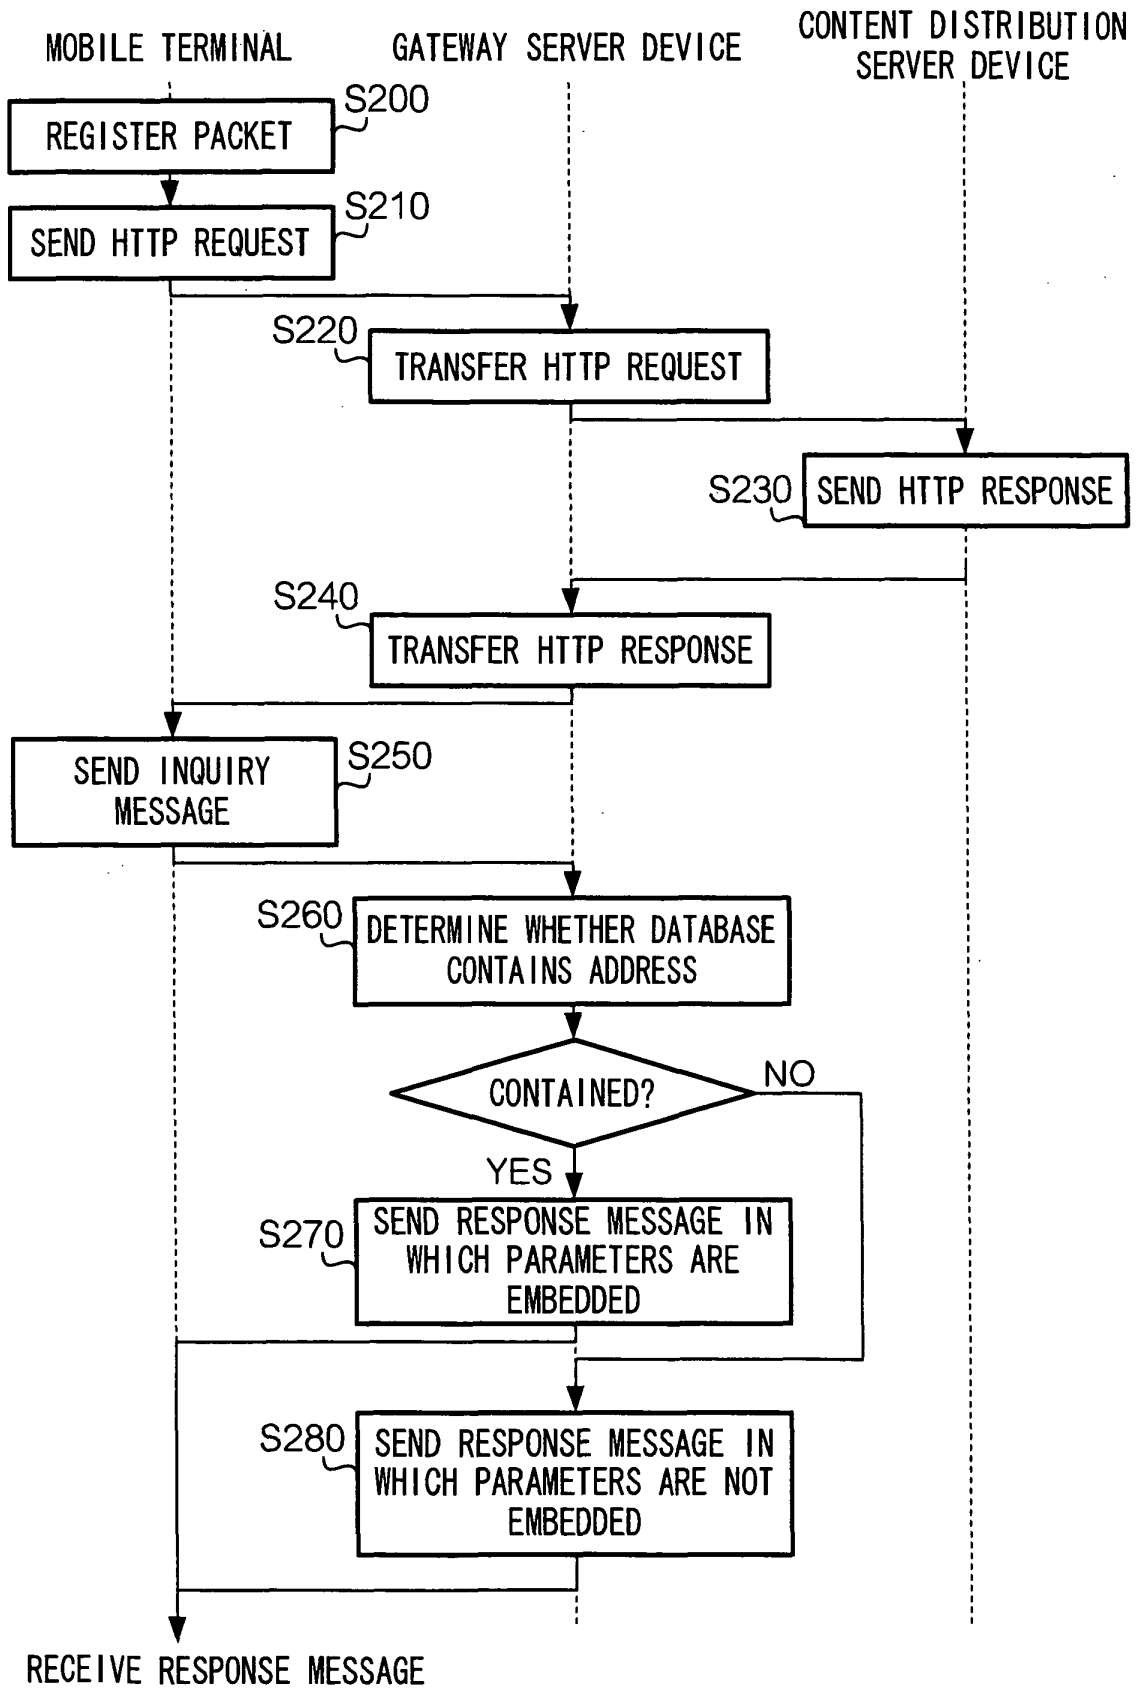 MOBILE TERMINAL
GATEWAY SERVER DEVICE
CONTENT DISTRIBUTION
SERVER DEVICE
S200
REGISTER PACKET
S210
SEND HTTP REQUEST
S220
TRANSFER HTTP REQUEST
S230
SEND HTTP RESPONSE
S240
TRANSFER HTTP RESPONSE
S250
SEND INQUIRY
MESSAGE
S260
DETERMINE WHETHER DATABASE
CONTAINS ADDRESS
CONTAINED?
NO
YES
S270
SEND RESPONSE MESSAGE IN
WHICH PARAMETERS ARE
EMBEDDED
S280
SEND RESPONSE MESSAGE IN
WHICH PARAMETERS ARE NOT
EMBEDDED
RECEIVE RESPONSE MESSAGE